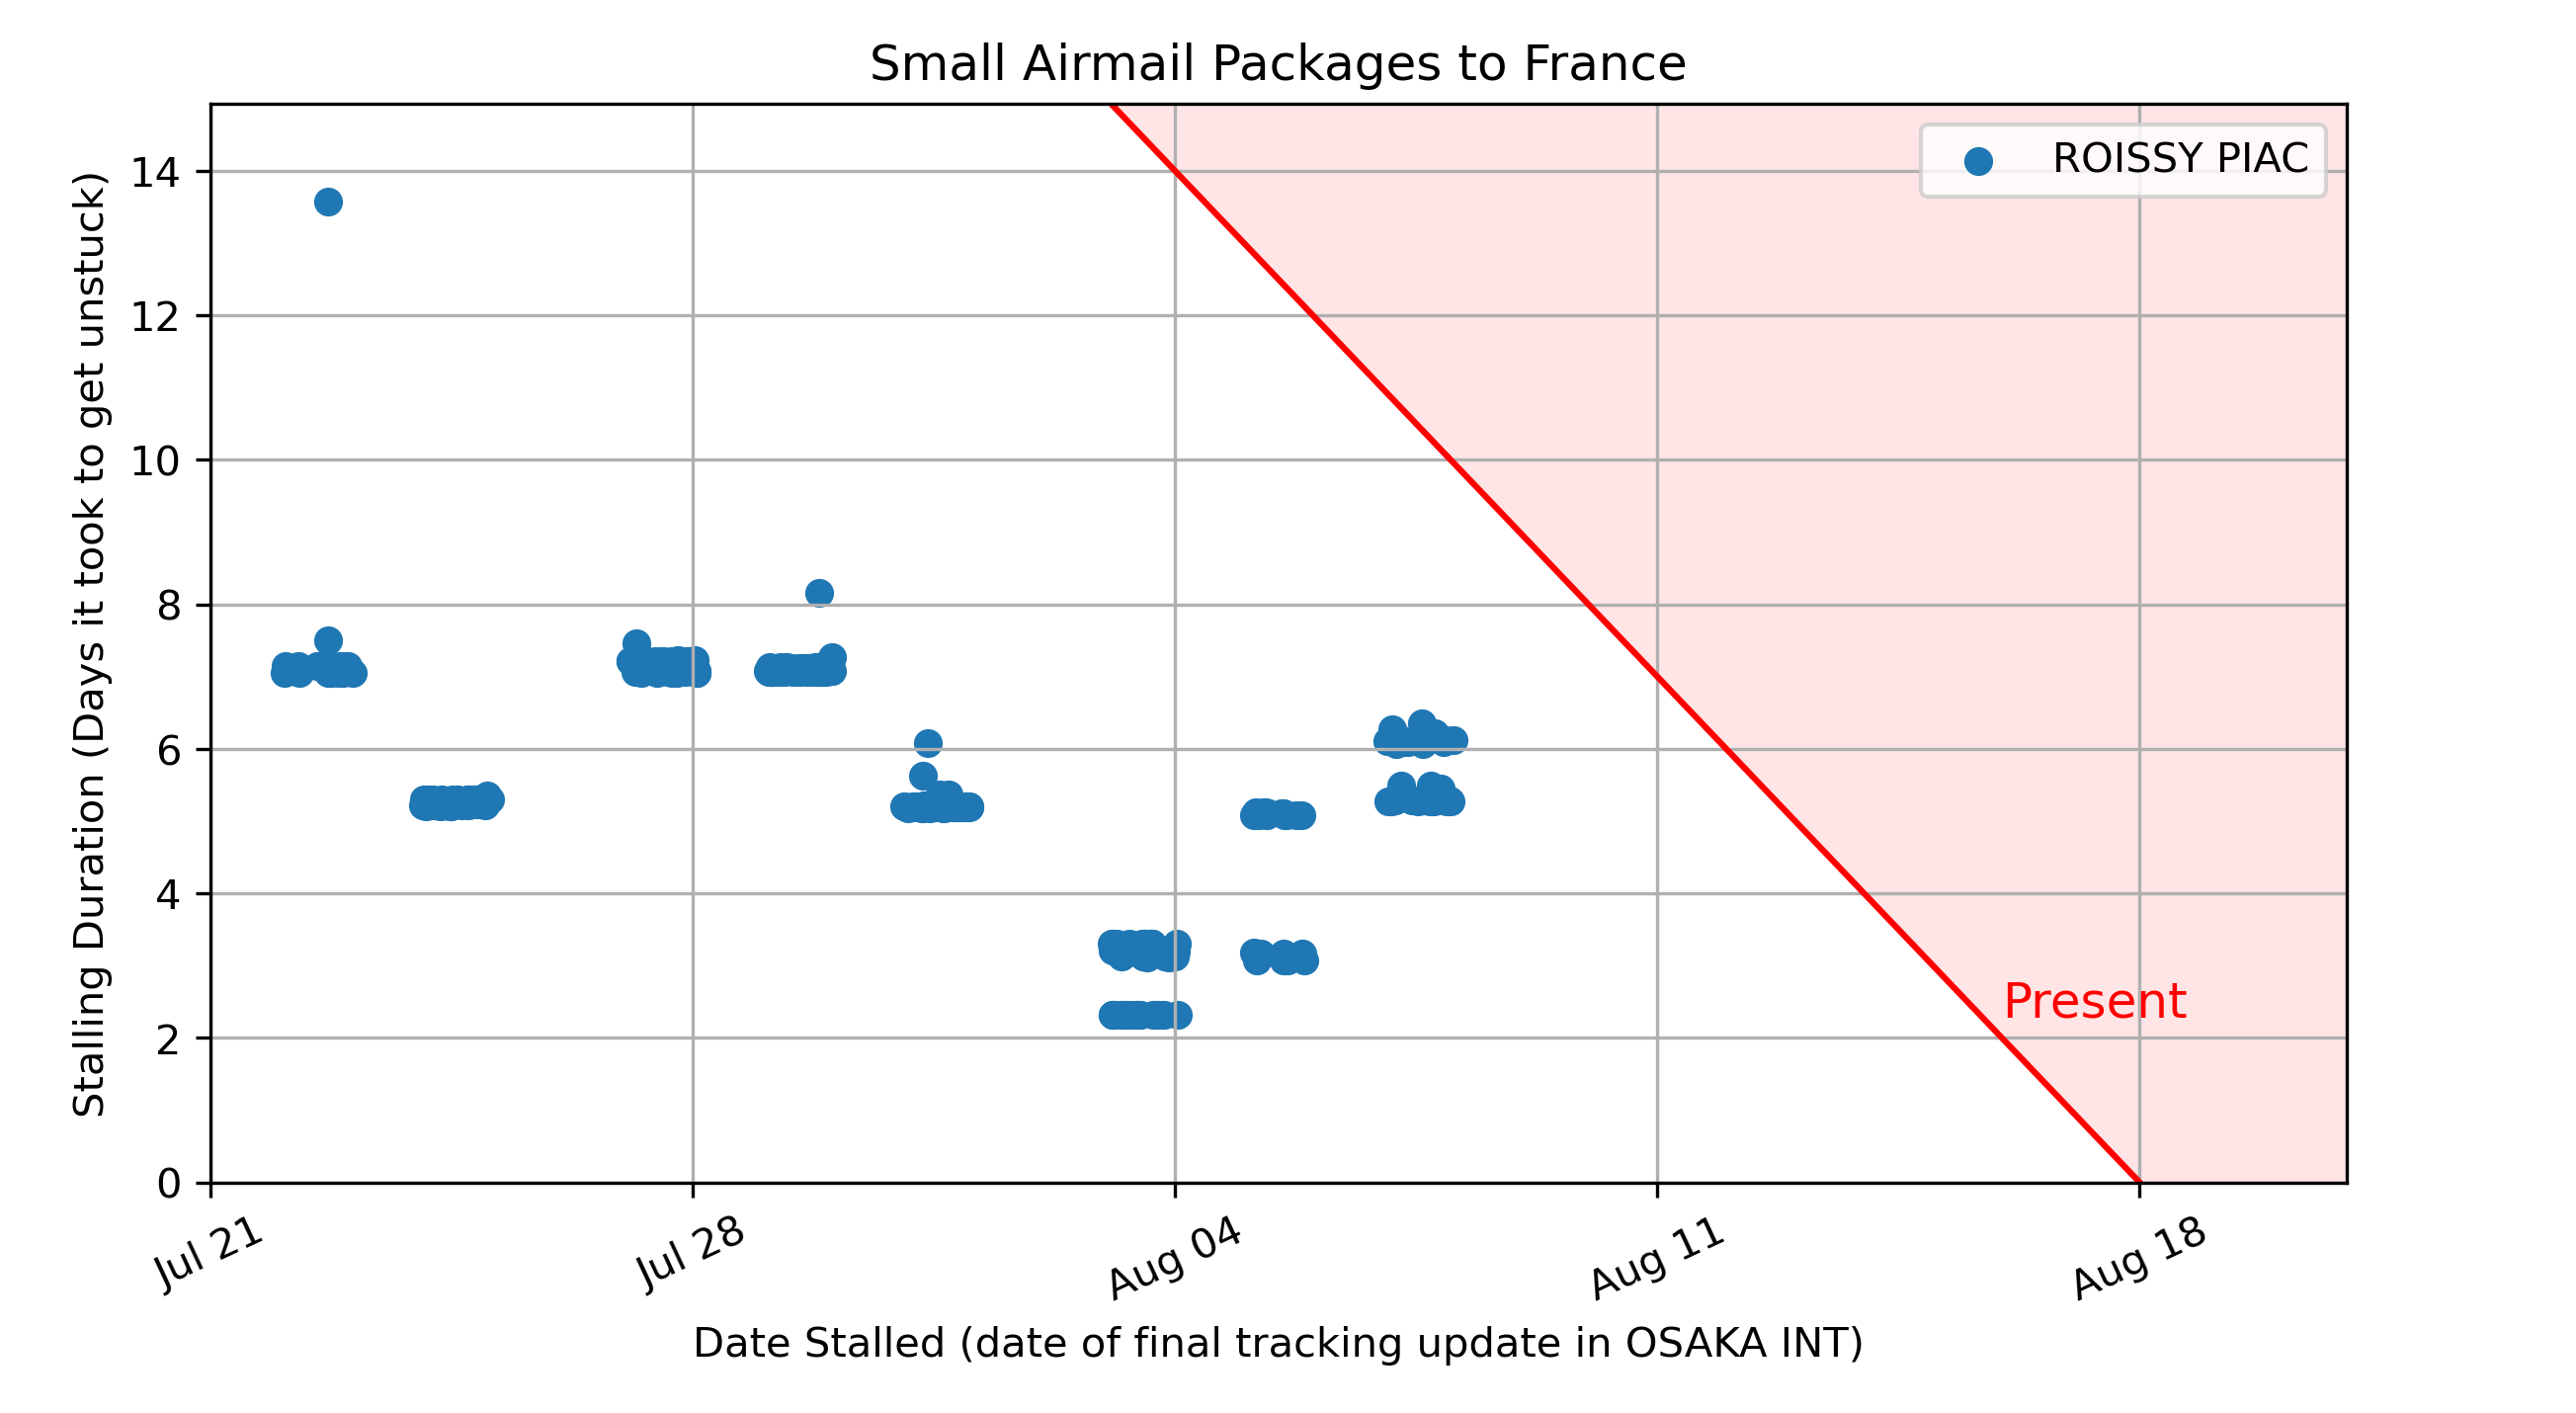 Small Airmail Packages to France
ROISSY PIAC
Stalling Duration (Days it took to get unstuck)
14
12
10
8
6
4
2
0
Present
Jul 21
Jul 28
Aug 04
Aug 11
Aug 18
Date Stalled (date of final tracking update in OSAKA INT)